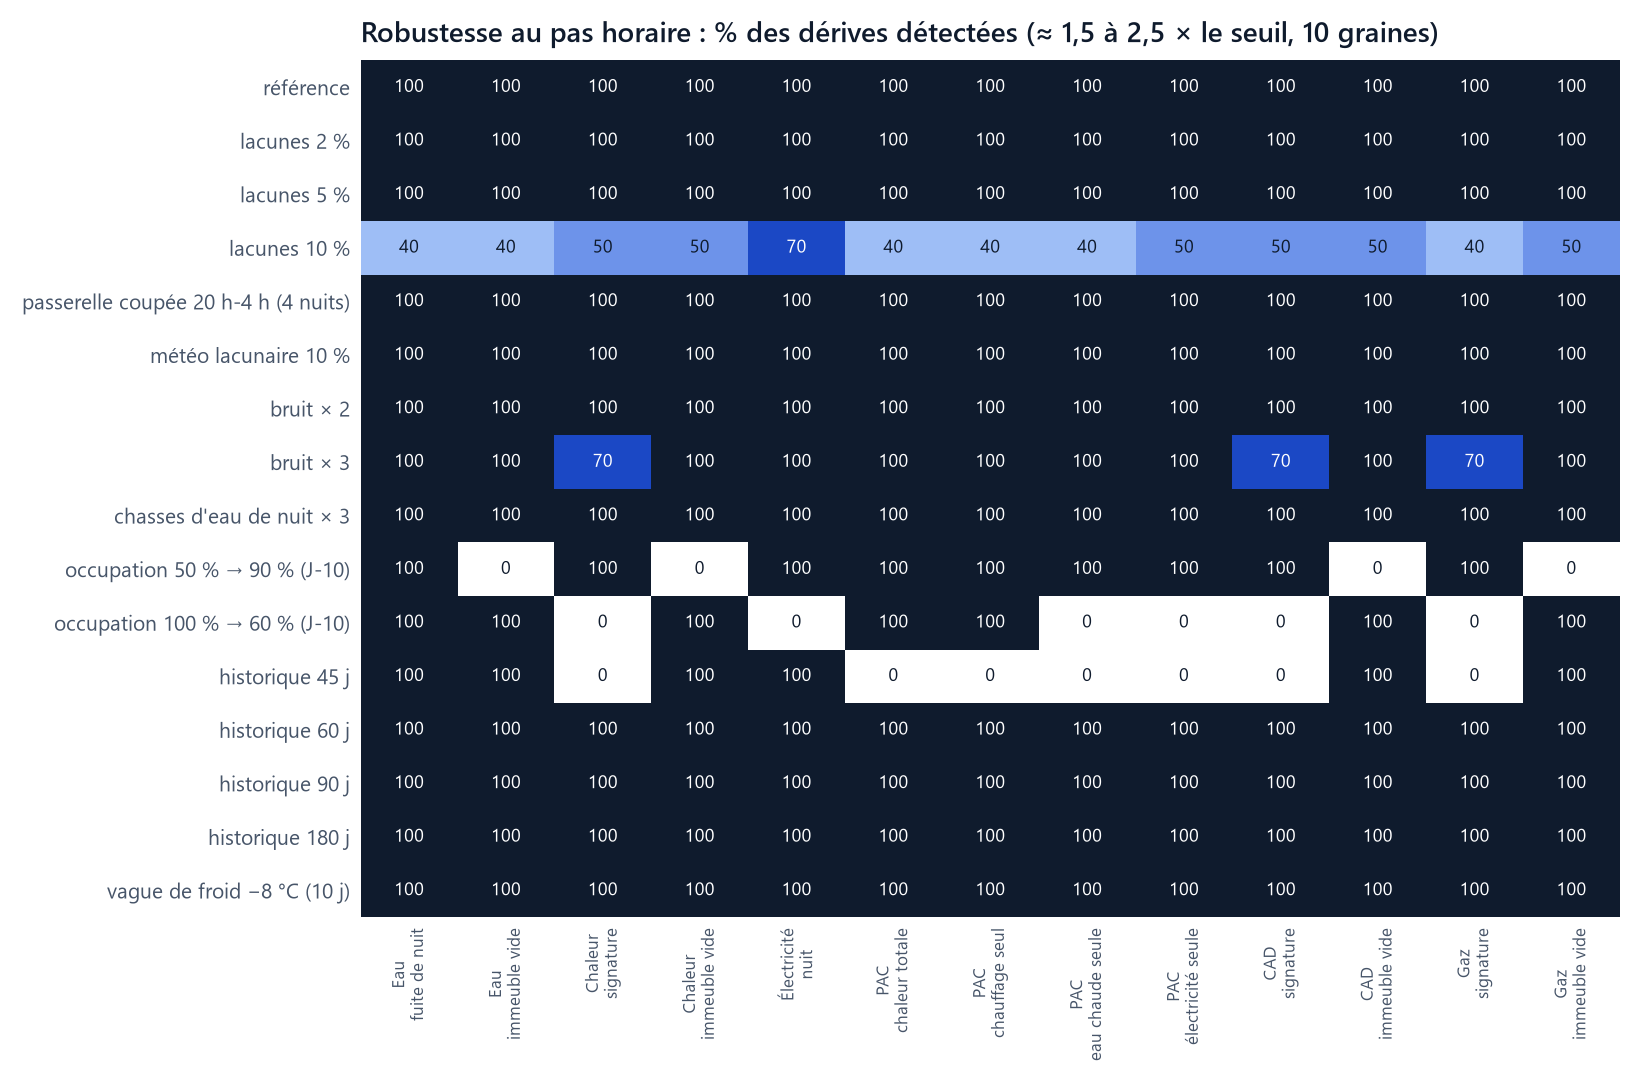 Robustesse au pas horaire : % des dérives détectées (≈ 1,5 à 2,5 × le seuil, 10 graines)
référence 100 100 100 100 100 100 100 100 100 100 100 100 100
lacunes 2 % 100 100 100 100 100 100 100 100 100 100 100 100 100
lacunes 5 % 100 100 100 100 100 100 100 100 100 100 100 100 100
lacunes 10 % 40 40 50 50 70 40 40 40 50 50 50 40 50
passerelle coupée 20 h-4 h (4 nuits) 100 100 100 100 100 100 100 100 100 100 100 100 100
météo lacunaire 10 % 100 100 100 100 100 100 100 100 100 100 100 100 100
bruit × 2 100 100 100 100 100 100 100 100 100 100 100 100 100
bruit × 3 100 100 70 100 100 100 100 100 100 70 100 70 100
chasses d'eau de nuit × 3 100 100 100 100 100 100 100 100 100 100 100 100 100
occupation 50 % → 90 % (J-10) 100 0 100 0 100 100 100 100 100 100 0 100 0
occupation 100 % → 60 % (J-10) 100 100 0 100 0 100 100 0 0 0 100 0 100
historique 45 j 100 100 0 100 100 0 0 0 0 0 100 0 100
historique 60 j 100 100 100 100 100 100 100 100 100 100 100 100 100
historique 90 j 100 100 100 100 100 100 100 100 100 100 100 100 100
historique 180 j 100 100 100 100 100 100 100 100 100 100 100 100 100
vague de froid −8 °C (10 j) 100 100 100 100 100 100 100 100 100 100 100 100 100
Eau
fuite de nuit
Eau
immeuble vide
Chaleur
signature
Chaleur
immeuble vide
Électricité
nuit
PAC
chaleur totale
PAC
chauffage seul
PAC
eau chaude seule
PAC
électricité seule
CAD
signature
CAD
immeuble vide
Gaz
signature
Gaz
immeuble vide